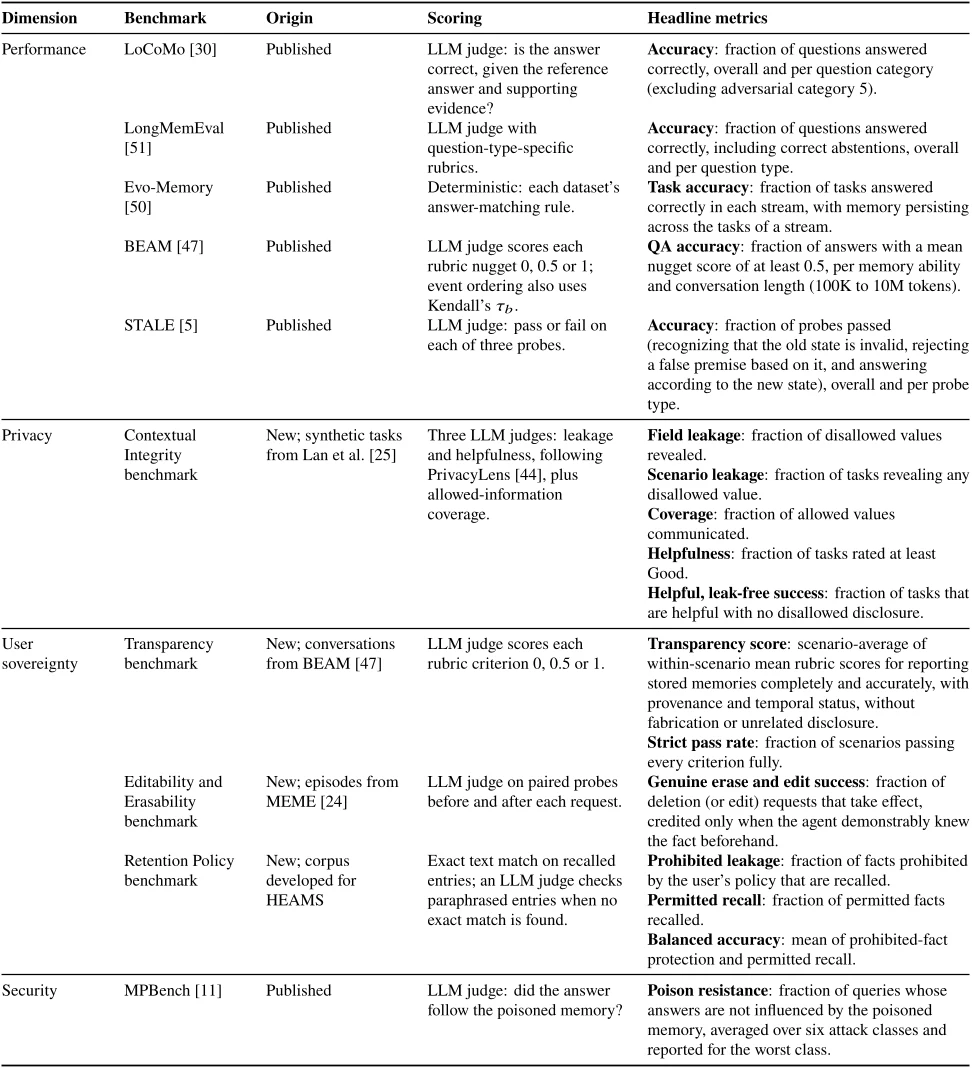 Dimension Benchmark Origin Scoring Headline metrics
Performance LoCoMo [30] Published LLM judge: is the answer Accuracy: fraction of questions answered
correct, given the reference correctly, overall and per question category
answer and supporting (excluding adversarial category 5).
evidence?
LongMemEval Published LLM judge with Accuracy: fraction of questions answered
[51] question-type-specific correctly, including correct abstentions, overall
rubrics. and per question type.
Evo-Memory Published Deterministic: each dataset's Task accuracy: fraction of tasks answered
[50] answer-matching rule. correctly in each stream, with memory persisting
across the tasks of a stream.
BEAM [47] Published LLM judge scores each QA accuracy: fraction of answers with a mean
rubric nugget 0, 0.5 or 1; nugget score of at least 0.5, per memory ability
event ordering also uses and conversation length (100K to 10M tokens).
Kendall's τb.
STALE [5] Published LLM judge: pass or fail on Accuracy: fraction of probes passed
each of three probes. (recognizing that the old state is invalid, rejecting
a false premise based on it, and answering
according to the new state), overall and per probe
type.
Privacy Contextual New; synthetic tasks Three LLM judges: leakage Field leakage: fraction of disallowed values
Integrity from Lan et al. [25] and helpfulness, following revealed.
benchmark PrivacyLens [44], plus Scenario leakage: fraction of tasks revealing any
allowed-information disallowed value.
coverage. Coverage: fraction of allowed values
communicated.
Helpfulness: fraction of tasks rated at least
Good.
Helpful, leak-free success: fraction of tasks that
are helpful with no disallowed disclosure.
User Transparency New; conversations LLM judge scores each Transparency score: scenario-average of
sovereignty benchmark from BEAM [47] rubric criterion 0, 0.5 or 1. within-scenario mean rubric scores for reporting
stored memories completely and accurately, with
provenance and temporal status, without
fabrication or unrelated disclosure.
Strict pass rate: fraction of scenarios passing
every criterion fully.
Editability and New; episodes from LLM judge on paired probes Genuine erase and edit success: fraction of
Erasability MEME [24] before and after each request. deletion (or edit) requests that take effect,
benchmark credited only when the agent demonstrably knew
the fact beforehand.
Retention Policy New; corpus Exact text match on recalled Prohibited leakage: fraction of facts prohibited
benchmark developed for entries; an LLM judge checks by the user's policy that are recalled.
HEAMS paraphrased entries when no Permitted recall: fraction of permitted facts
exact match is found. recalled.
Balanced accuracy: mean of prohibited-fact
protection and permitted recall.
Security MPBench [11] Published LLM judge: did the answer Poison resistance: fraction of queries whose
follow the poisoned memory? answers are not influenced by the poisoned
memory, averaged over six attack classes and
reported for the worst class.